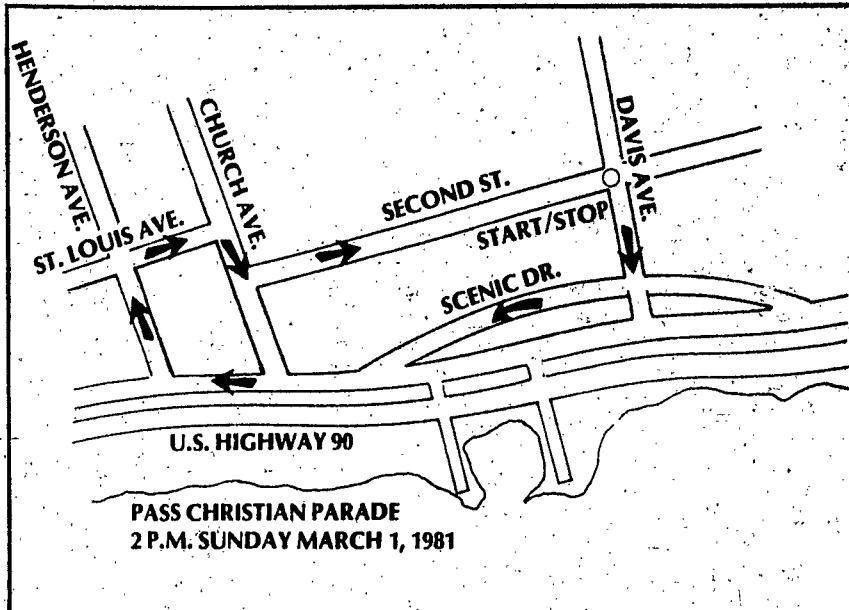 HENDERSON AVE.
CHURCH AVE.
DAVIS AVE.
SECOND ST.
ST. LOUIS AVE.
START/STOP
SCENIC DR.
U.S. HIGHWAY 90
PASS CHRISTIAN PARADE
2 P.M. SUNDAY MARCH 1, 1981